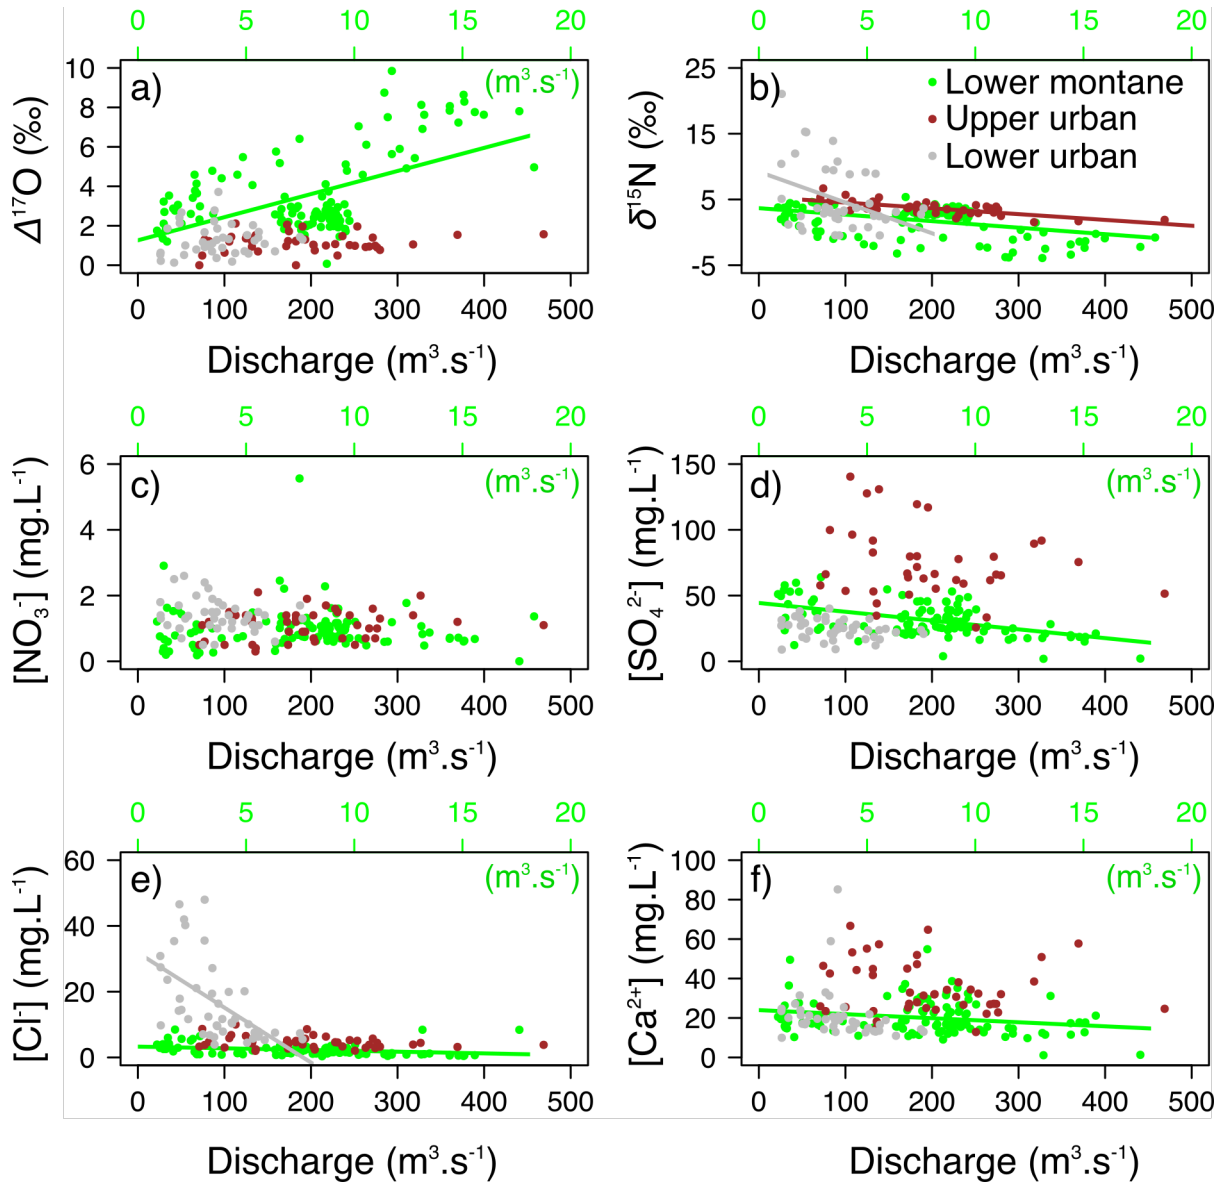 0 5 10 15 20
0 5 10 15 20
Δ¹⁷O (‰)
10
8
6
4
2
0
a)
(m³.s⁻¹)
0 100 200 300 400 500
Discharge (m³.s⁻¹)
δ¹⁵N (‰)
25
15
5
-5
b)
Lower montane
Upper urban
Lower urban
0 100 200 300 400 500
Discharge (m³.s⁻¹)
0 5 10 15 20
0 5 10 15 20
[NO₃⁻] (mg.L⁻¹)
6
4
2
0
c)
(m³.s⁻¹)
0 100 200 300 400 500
Discharge (m³.s⁻¹)
[SO₄²⁻] (mg.L⁻¹)
150
100
50
0
d)
(m³.s⁻¹)
0 100 200 300 400 500
Discharge (m³.s⁻¹)
0 5 10 15 20
0 5 10 15 20
[Cl⁻] (mg.L⁻¹)
60
40
20
0
e)
(m³.s⁻¹)
0 100 200 300 400 500
Discharge (m³.s⁻¹)
[Ca²⁺] (mg.L⁻¹)
100
80
60
40
20
0
f)
(m³.s⁻¹)
0 100 200 300 400 500
Discharge (m³.s⁻¹)